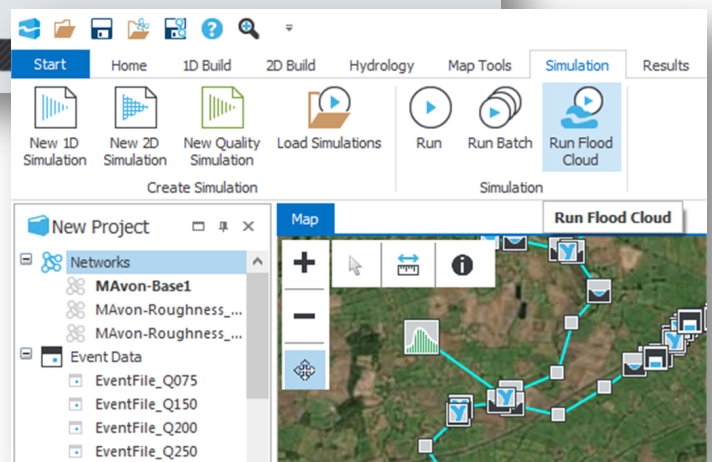 Start Home 1D Build 2D Build Hydrology Map Tools Simulation Results
New 1D Simulation
New 2D Simulation
New Quality Simulation
Load Simulations
Run
Run Batch
Run Flood Cloud
Create Simulation
Simulation
New Project
Map
Run Flood Cloud
Networks
MAvon-Base1
MAvon-Roughness_...
MAvon-Roughness_...
Event Data
EventFile_Q075
EventFile_Q150
EventFile_Q200
EventFile_Q250